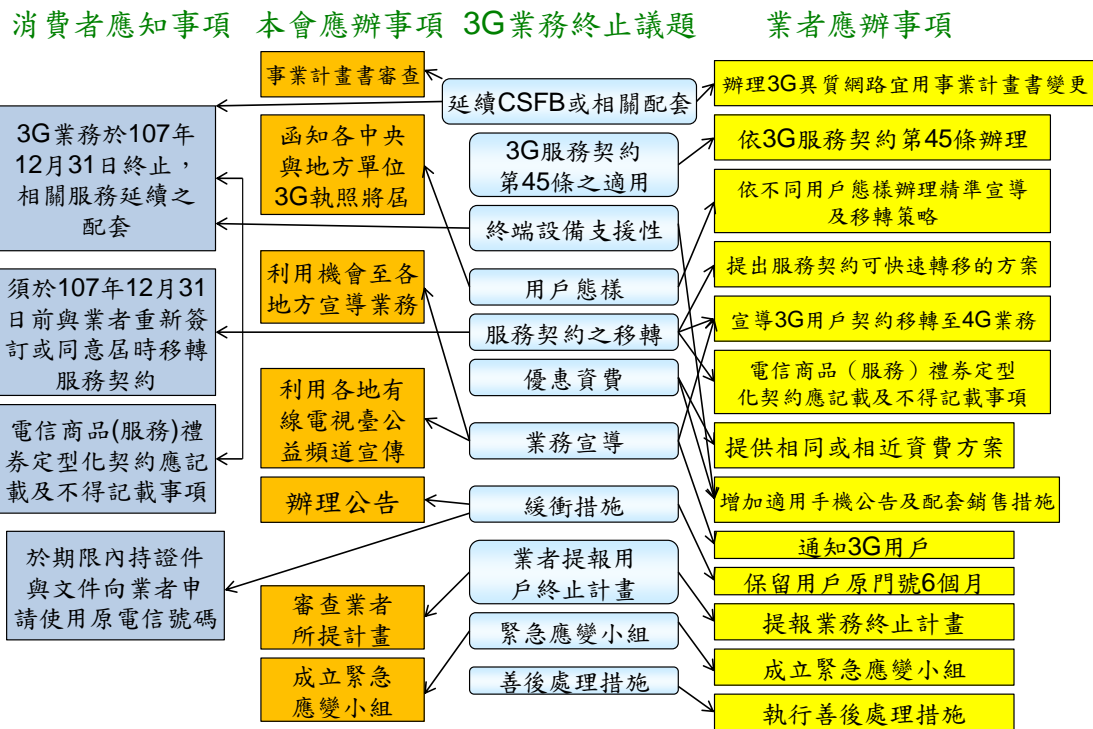 消費者應知事項
本會應辦事項
3G業務終止議題
業者應辦事項
3G業務於107年
12月31日終止，
相關服務延續之
配套
須於107年12月31
日前與業者重新簽
訂或同意屆時移轉
服務契約
電信商品(服務)禮
券定型化契約應記
載及不得記載事項
於期限內持證件
與文件向業者申
請使用原電信號碼
事業計畫書審查
函知各中央
與地方單位
3G執照將屆
利用機會至各
地方宣導業務
利用各地有
線電視臺公
益頻道宣傳
辦理公告
審查業者
所提計畫
成立緊急
應變小組
延續CSFB或相關配套
3G服務契約
第45條之適用
終端設備支援性
用戶態樣
服務契約之移轉
優惠資費
業務宣導
緩衝措施
業者提報用
戶終止計畫
緊急應變小組
善後處理措施
辦理3G異質網路宜用事業計畫書變更
依3G服務契約第45條辦理
依不同用戶態樣辦理精準宣導
及移轉策略
提出服務契約可快速轉移的方案
宣導3G用戶契約移轉至4G業務
電信商品（服務）禮券定型
化契約應記載及不得記載事項
提供相同或相近資費方案
增加適用手機公告及配套銷售措施
通知3G用戶
保留用戶原門號6個月
提報業務終止計畫
成立緊急應變小組
執行善後處理措施